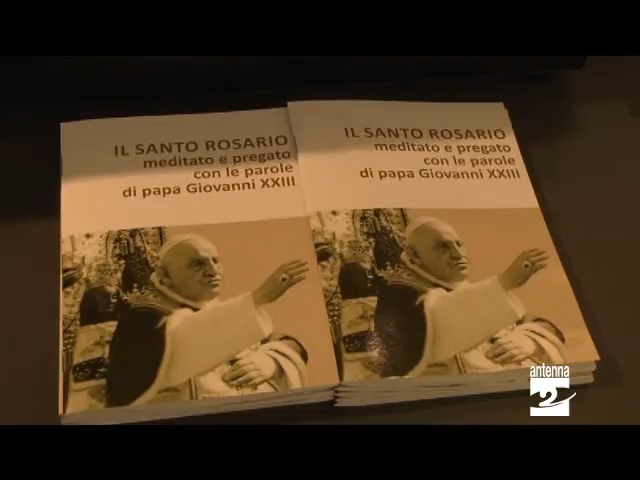 IL SANTO ROSARIO
meditato e pregato
con le parole
di papa Giovanni XXIII
IL SANTO ROSARIO
meditato e pregato
con le parole
di papa Giovanni XXIII
antenna
2